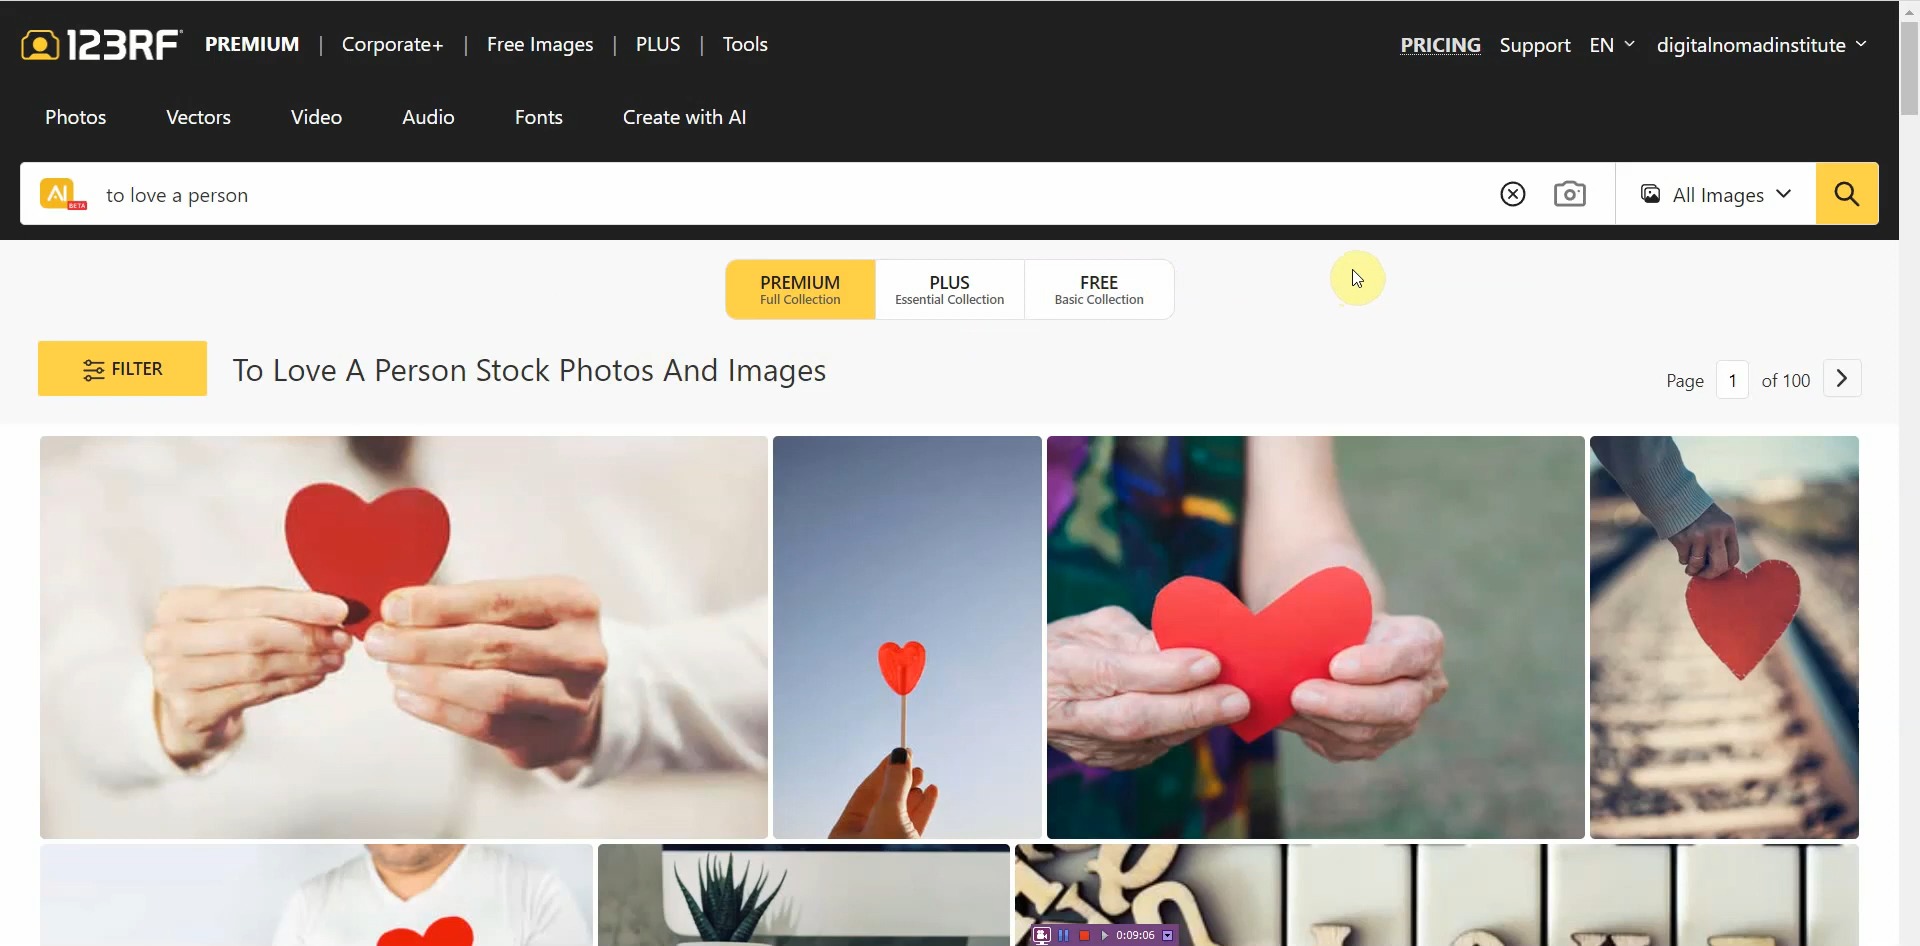 123RF PREMIUM | Corporate+ | Free Images | PLUS | Tools PRICING Support EN digitalnomadinstitute
Photos Vectors Video Audio Fonts Create with AI
AI BETA to love a person All Images
PREMIUM PLUS FREE
Full Collection Essential Collection Basic Collection
FILTER To Love A Person Stock Photos And Images Page 1 of 100
0:09:06